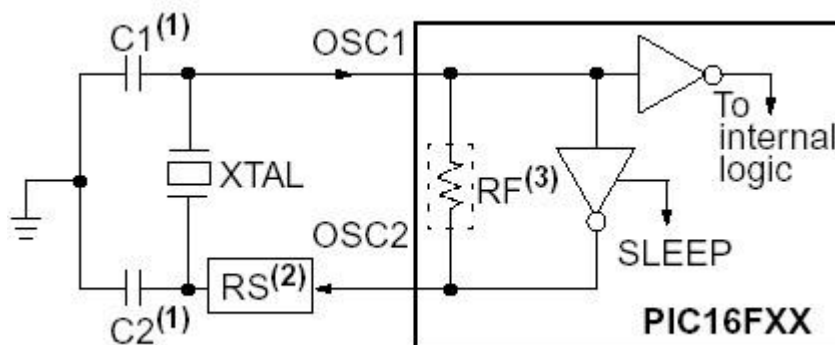 C1(1)
OSC1
To
internal
logic
XTAL
RF(3)
OSC2
SLEEP
RS(2)
C2(1)
PIC16FXX